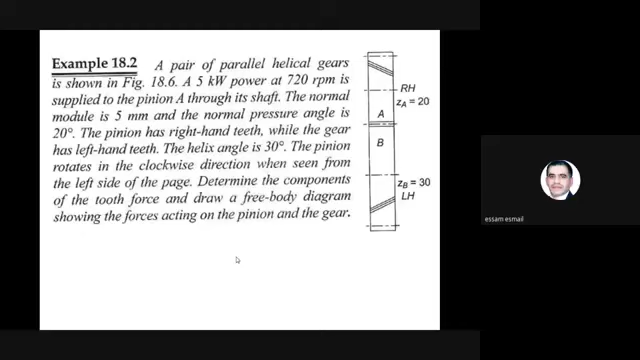 Example 18.2 A pair of parallel helical gears
is shown in Fig. 18.6. A 5 kW power at 720 rpm is
supplied to the pinion A through its shaft. The normal
module is 5 mm and the normal pressure angle is
20°. The pinion has right-hand teeth, while the gear
has left-hand teeth. The helix angle is 30°. The pinion
rotates in the clockwise direction when seen from
the left side of the page. Determine the components
of the tooth force and draw a free-body diagram
showing the forces acting on the pinion and the gear.
RH
zA = 20
A
B
zB = 30
LH
essam esmail